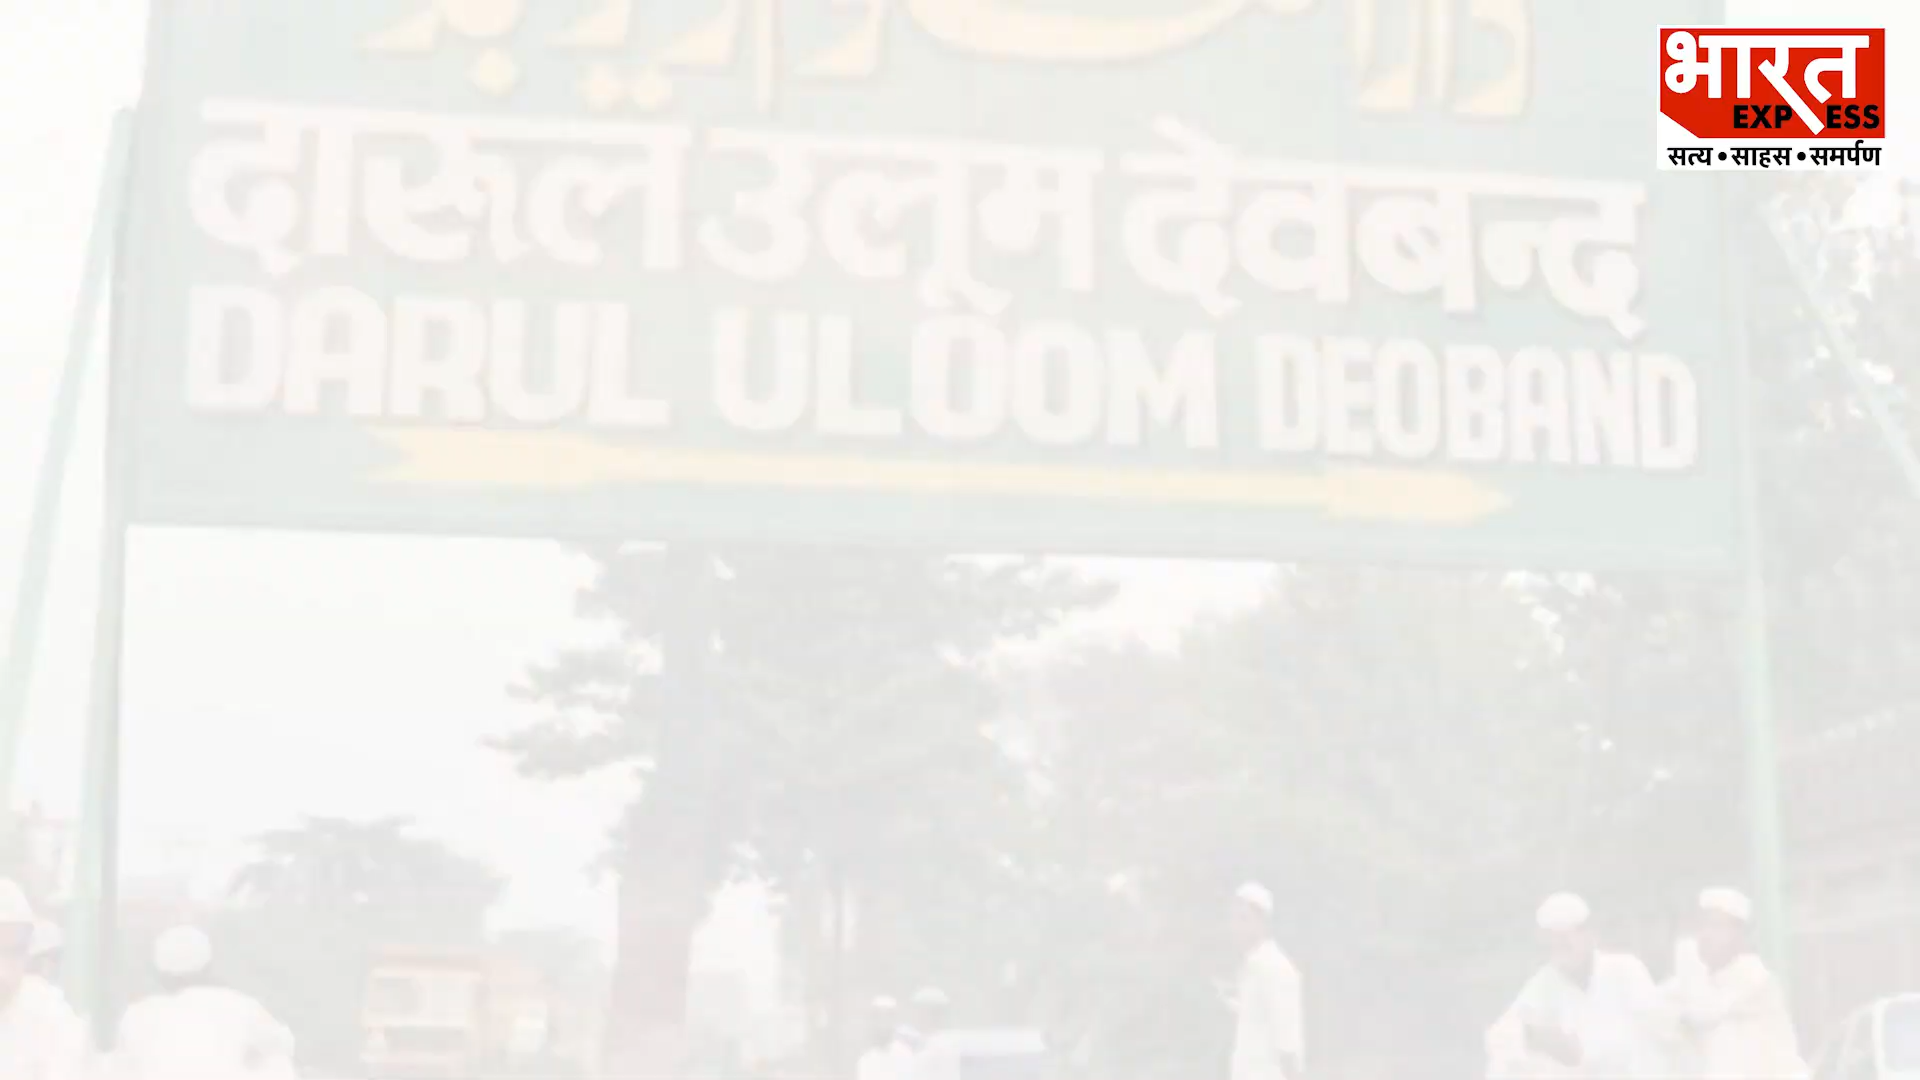 भारत
EXPRESS
सत्य • साहस • समर्पण
दारूल उलूम देवबन्द
DARUL ULOOM DEOBAND